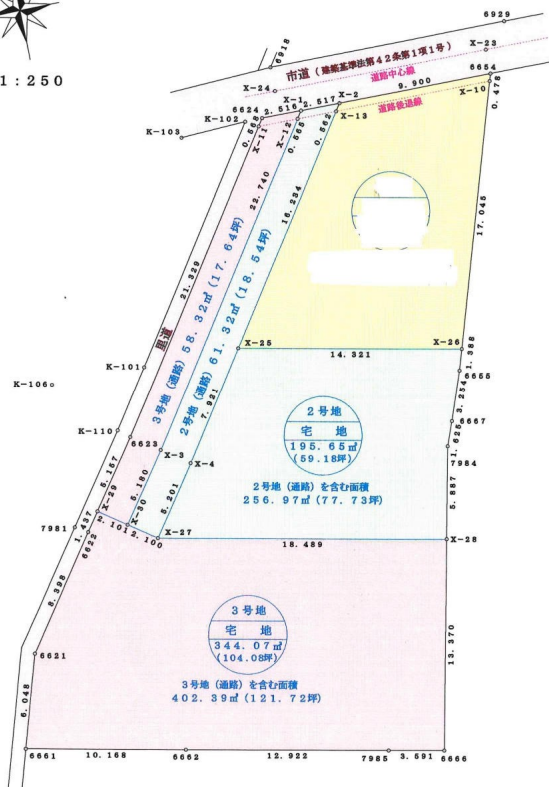 1:250
6929
6918
市道(建築基準法第42条第1項1号)
X-23
道路中心線
6654
X-24
9.900
X-10
X-1
X-2
2.516
2.517
道路後退線
0.478
K-102
6624
K-103
0.568
X-11
X-12
0.565
0.562
X-13
22.740
16.234
17.045
21.329
3号地(通路)58.32㎡(17.64坪)
2号地(通路)61.32㎡(18.54坪)
里道
X-25
X-26
14.321
1.388
6655
K-101
K-106
7.921
3.254
2号地
宅 地
195.65㎡
(59.18坪)
6667
1.625
7984
K-110
6623
X-3
X-4
2号地(通路)を含む面積
256.97㎡(77.73坪)
5.157
5.180
5.201
5.887
X-29
X-30
7981
1.437
6622
2.101
2.100
X-27
18.489
X-28
8.398
3号地
宅 地
344.07㎡
(104.08坪)
13.370
6621
3号地(通路)を含む面積
402.39㎡(121.72坪)
6.048
6661
10.168
6662
12.922
7985
3.591
6666